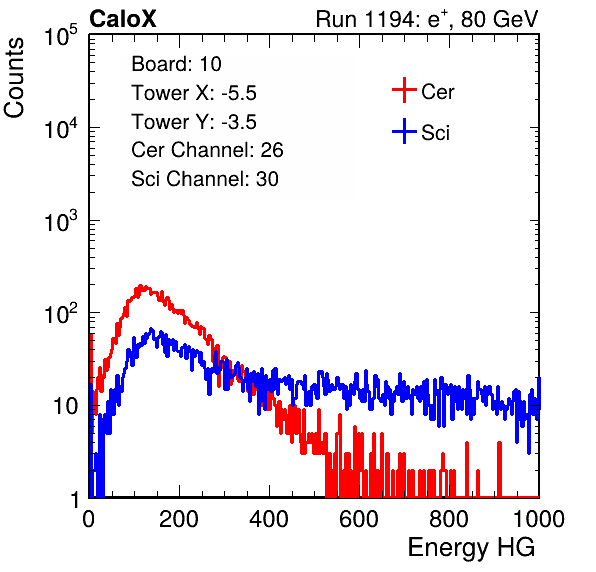 CaloX Run 1194: e⁺, 80 GeV
Counts
Board: 10
Tower X: -5.5
Tower Y: -3.5
Cer Channel: 26
Sci Channel: 30
Cer
Sci
10⁵
10⁴
10³
10²
10
1
0 200 400 600 800 1000
Energy HG